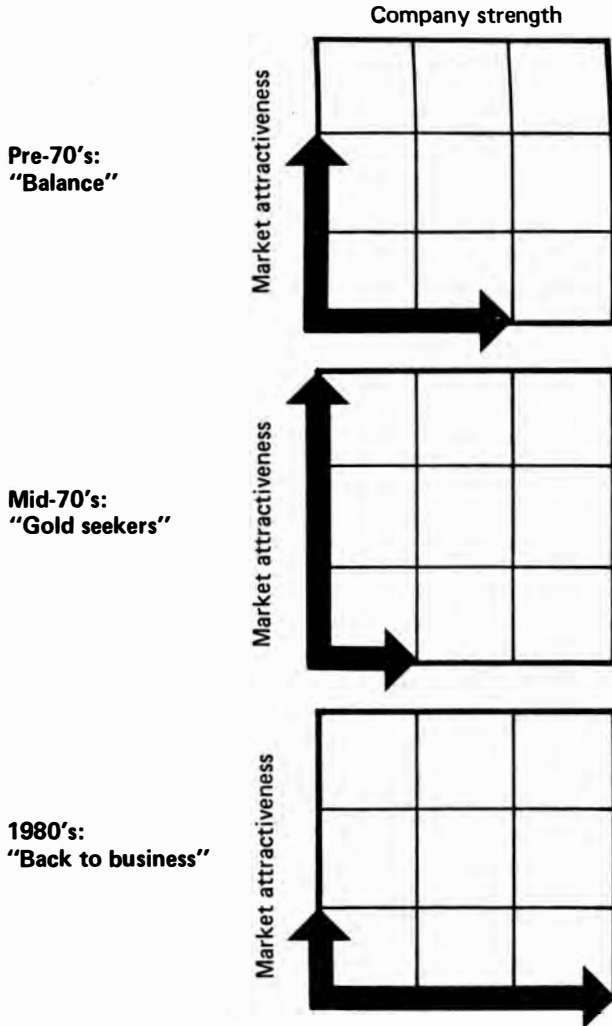 Company strength
Market attractiveness
Pre-70's:
"Balance"
Market attractiveness
Mid-70's:
"Gold seekers"
Market attractiveness
1980's:
"Back to business"